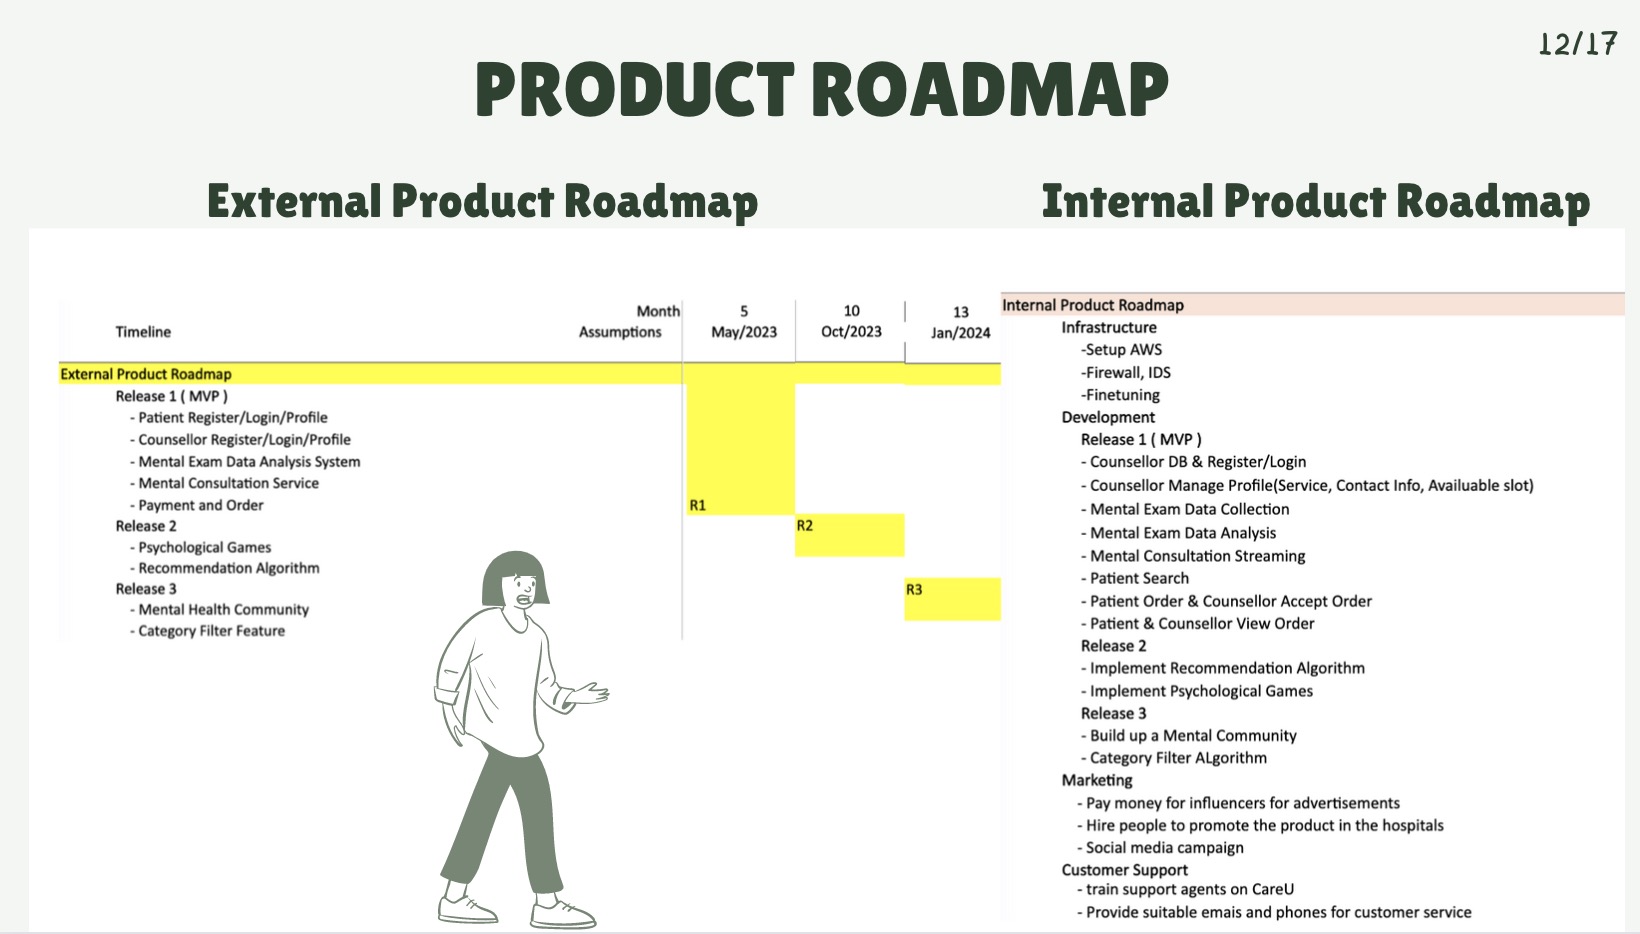 12/17
PRODUCT ROADMAP
External Product Roadmap
Month 5 10 13
Timeline Assumptions May/2023 Oct/2023 Jan/2024
External Product Roadmap
Release 1 ( MVP )
- Patient Register/Login/Profile
- Counsellor Register/Login/Profile
- Mental Exam Data Analysis System
- Mental Consultation Service
- Payment and Order R1
Release 2 R2
- Psychological Games
- Recommendation Algorithm
Release 3 R3
- Mental Health Community
- Category Filter Feature
Internal Product Roadmap
Internal Product Roadmap
Infrastructure
-Setup AWS
-Firewall, IDS
-Finetuning
Development
Release 1 ( MVP )
- Counsellor DB & Register/Login
- Counsellor Manage Profile(Service, Contact Info, Availuable slot)
- Mental Exam Data Collection
- Mental Exam Data Analysis
- Mental Consultation Streaming
- Patient Search
- Patient Order & Counsellor Accept Order
- Patient & Counsellor View Order
Release 2
- Implement Recommendation Algorithm
- Implement Psychological Games
Release 3
- Build up a Mental Community
- Category Filter ALgorithm
Marketing
- Pay money for influencers for advertisements
- Hire people to promote the product in the hospitals
- Social media campaign
Customer Support
- train support agents on CareU
- Provide suitable emais and phones for customer service